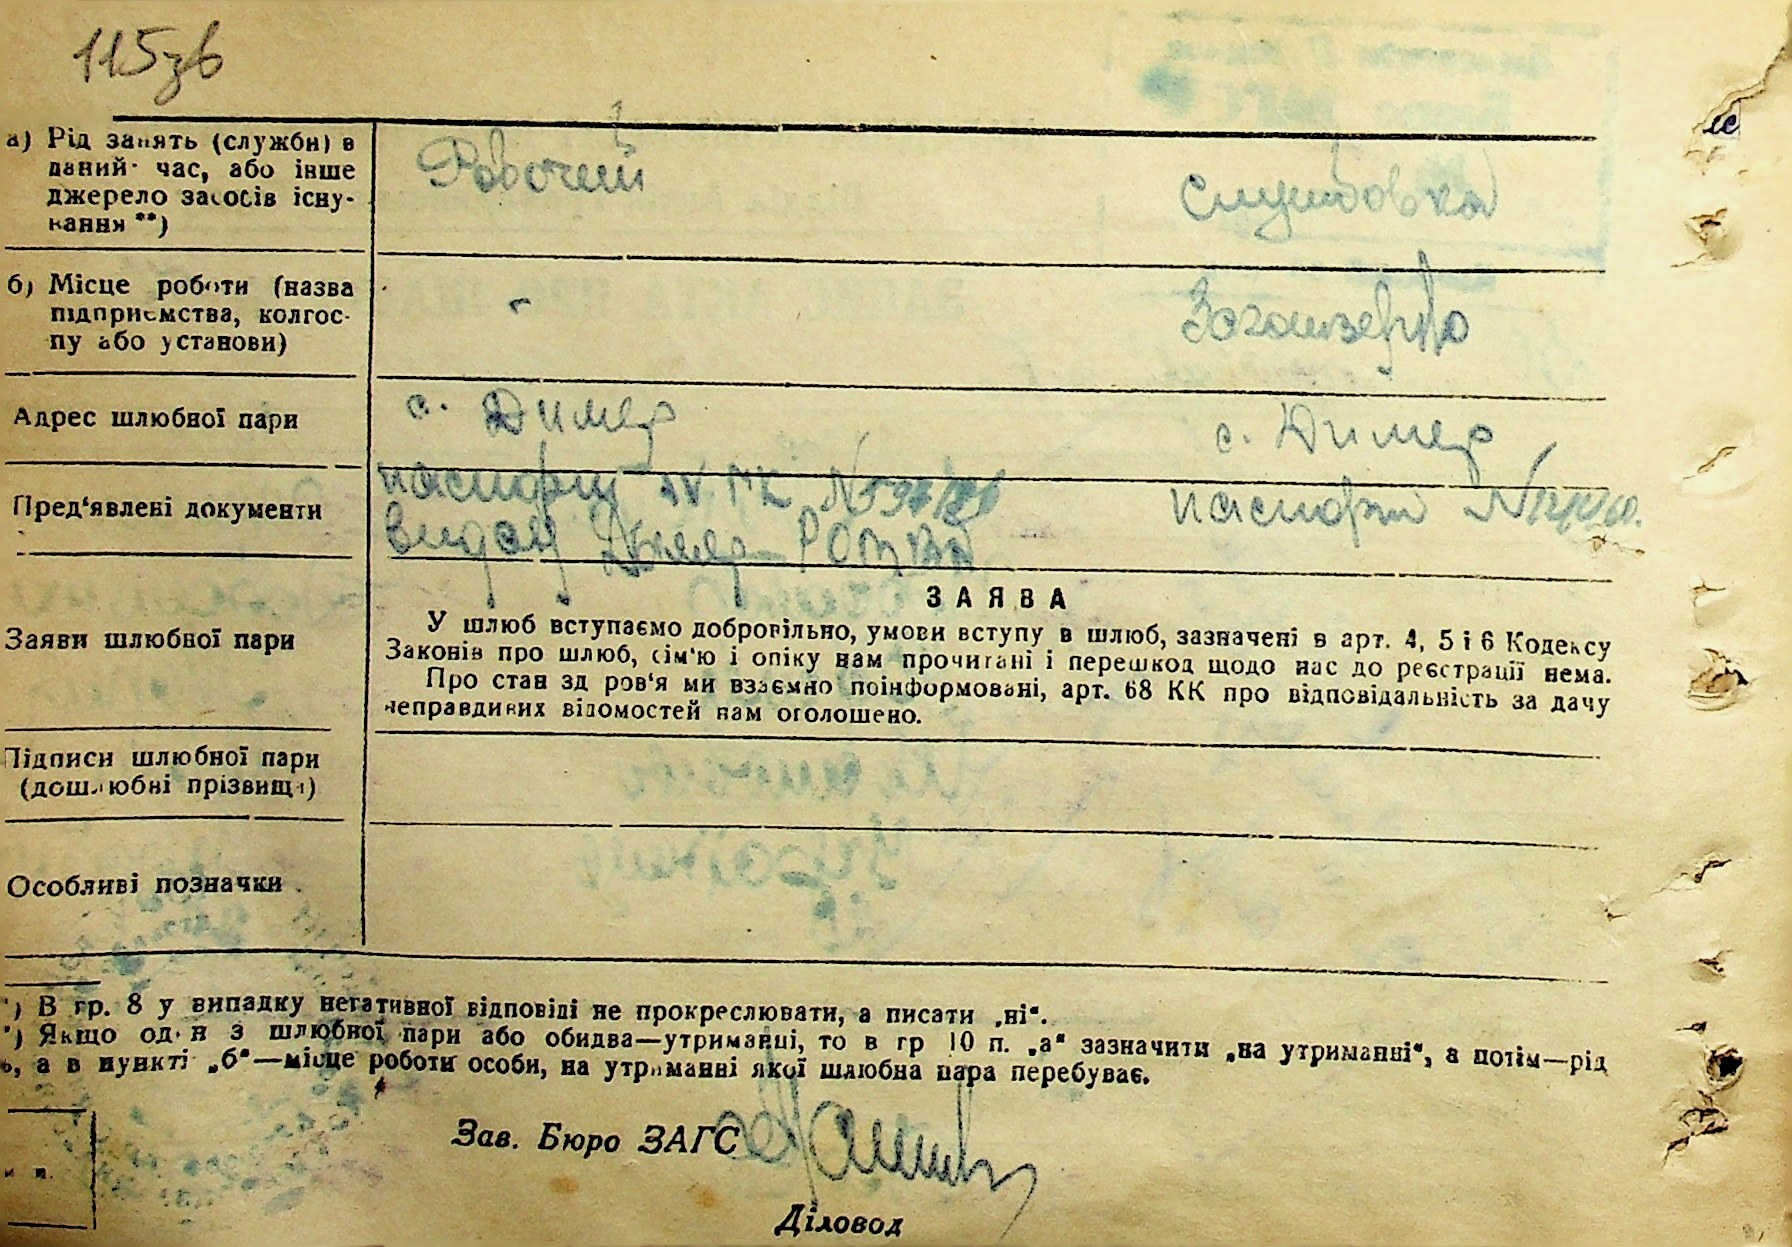 115зв
а) Рід занять (служби) в
даний час, або інше
джерело засобів існу-
вання **)
Робочий
Службовка
б) Місце роботи (назва
підприємства, колгос-
пу або установи)
-
Заготзерно
Адрес шлюбної пари
с. Димер
с. Димер
Пред‘явлені документи
паспорт IV ПК N
видан Дымер
паспорт N
Заяви шлюбної пари
ЗАЯВА
У шлюб вступаємо добровільно, умови вступу в шлюб, зазначені в арт. 4, 5 і 6 Кодексу
Законів про шлюб, сім‘ю і опіку нам прочитані і перешкод щодо нас до реєстрації нема.
Про стан здоров‘я ми взаємно поінформовані, арт. 68 КК про відповідальність за дачу
неправдивих відомостей нам оголошено.
Підписи шлюбної пари
(дошлюбні прізвища)
Особливі позначки
*) В гр. 8 у випадку негативної відповіді не прокреслювати, а писати „ні“.
*) Якщо один з шлюбної пари або обидва—утриманці, то в гр 10 п. „а“ зазначити „на утриманні“, а потім—рід
ь, а в пункті „б“—місце роботи особи, на утриманні якої шлюбна пара перебуває.
Зав. Бюро ЗАГС
Діловод